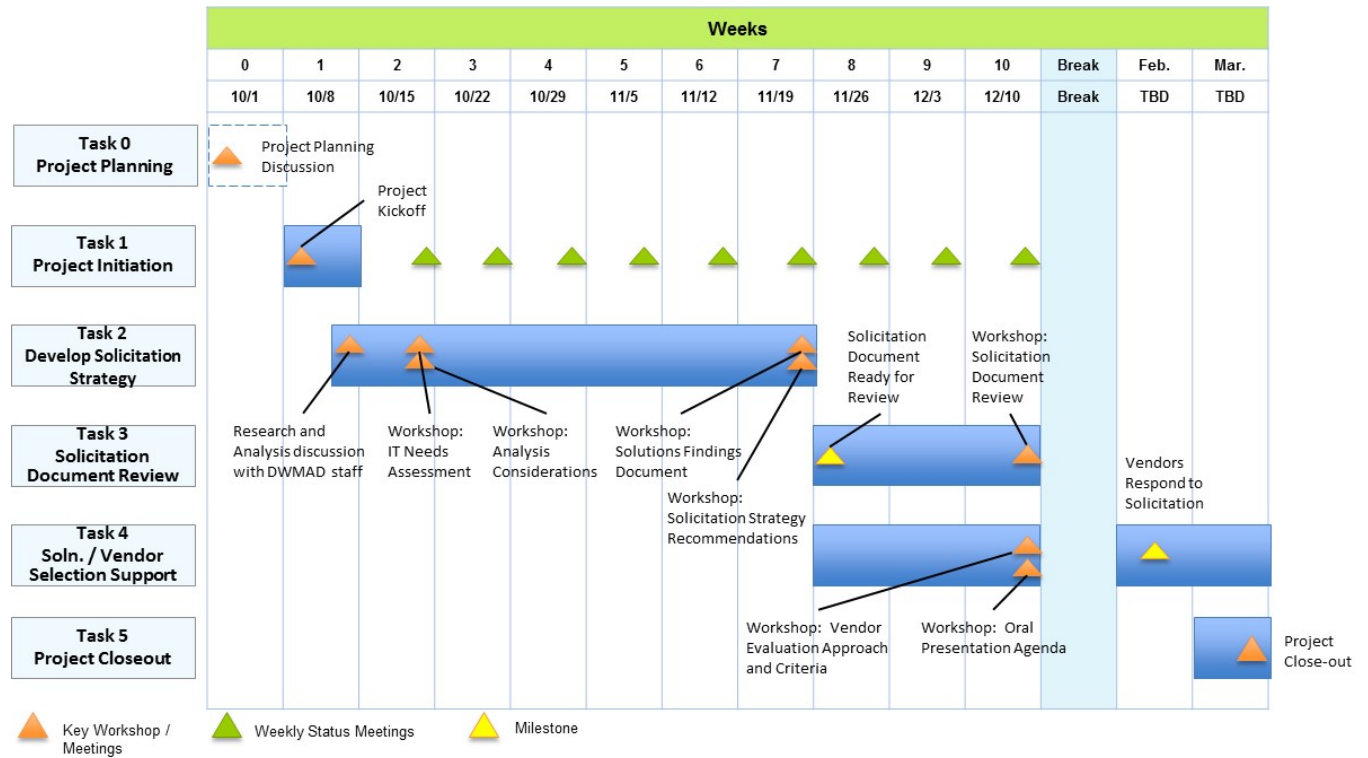 Weeks
0 1 2 3 4 5 6 7 8 9 10 Break Feb. Mar.
10/1 10/8 10/15 10/22 10/29 11/5 11/12 11/19 11/26 12/3 12/10 Break TBD TBD
Task 0
Project Planning
Project Planning
Discussion
Project
Kickoff
Task 1
Project Initiation
Task 2
Develop Solicitation
Strategy
Solicitation
Document
Ready for
Review
Workshop:
Solicitation
Document
Review
Research and
Analysis discussion
with DWMAD staff
Workshop:
IT Needs
Assessment
Workshop:
Analysis
Considerations
Workshop:
Solutions Findings
Document
Workshop:
Solicitation Strategy
Recommendations
Task 3
Solicitation
Document Review
Vendors
Respond to
Solicitation
Task 4
Soln. / Vendor
Selection Support
Workshop: Vendor
Evaluation Approach
and Criteria
Workshop: Oral
Presentation Agenda
Task 5
Project Closeout
Project
Close-out
Key Workshop /
Meetings
Weekly Status Meetings
Milestone